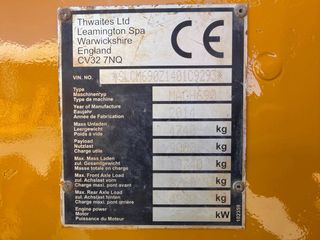 Thwaites Ltd
Leamington Spa
Warwickshire
England
CV32 7NQ
CE
VIN. NO.
Type
Maschinentyp
Type de machine
Year of Manufacture
Baujahr
Année de Fabrication
Mass Unladen
Leergewicht
Poids à vide
kg
Payload
Nutzlast
Charge utile
kg
Max. Mass Laden
Zul. Gesamtgewicht
Masse totale en charge
kg
Max. Front Axle Load
Zul. Achslast vorn
Charge maxi. pont avant
kg
Max. Rear Axle Load
Zul. Achslast hinten
Charge maxi. pont arrière
kg
Engine power
Motor
Puissance du Moteur
kW